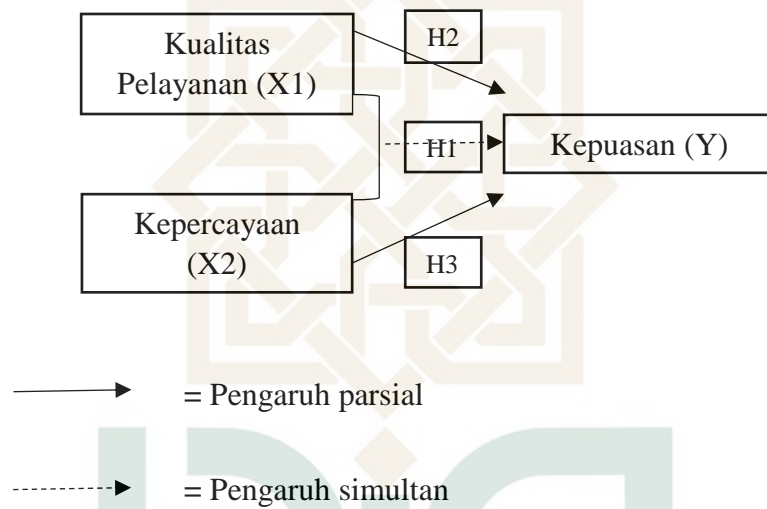 Kualitas
Pelayanan (X1)
H2
H1
Kepuasan (Y)
Kepercayaan
(X2)
H3
= Pengaruh parsial
= Pengaruh simultan